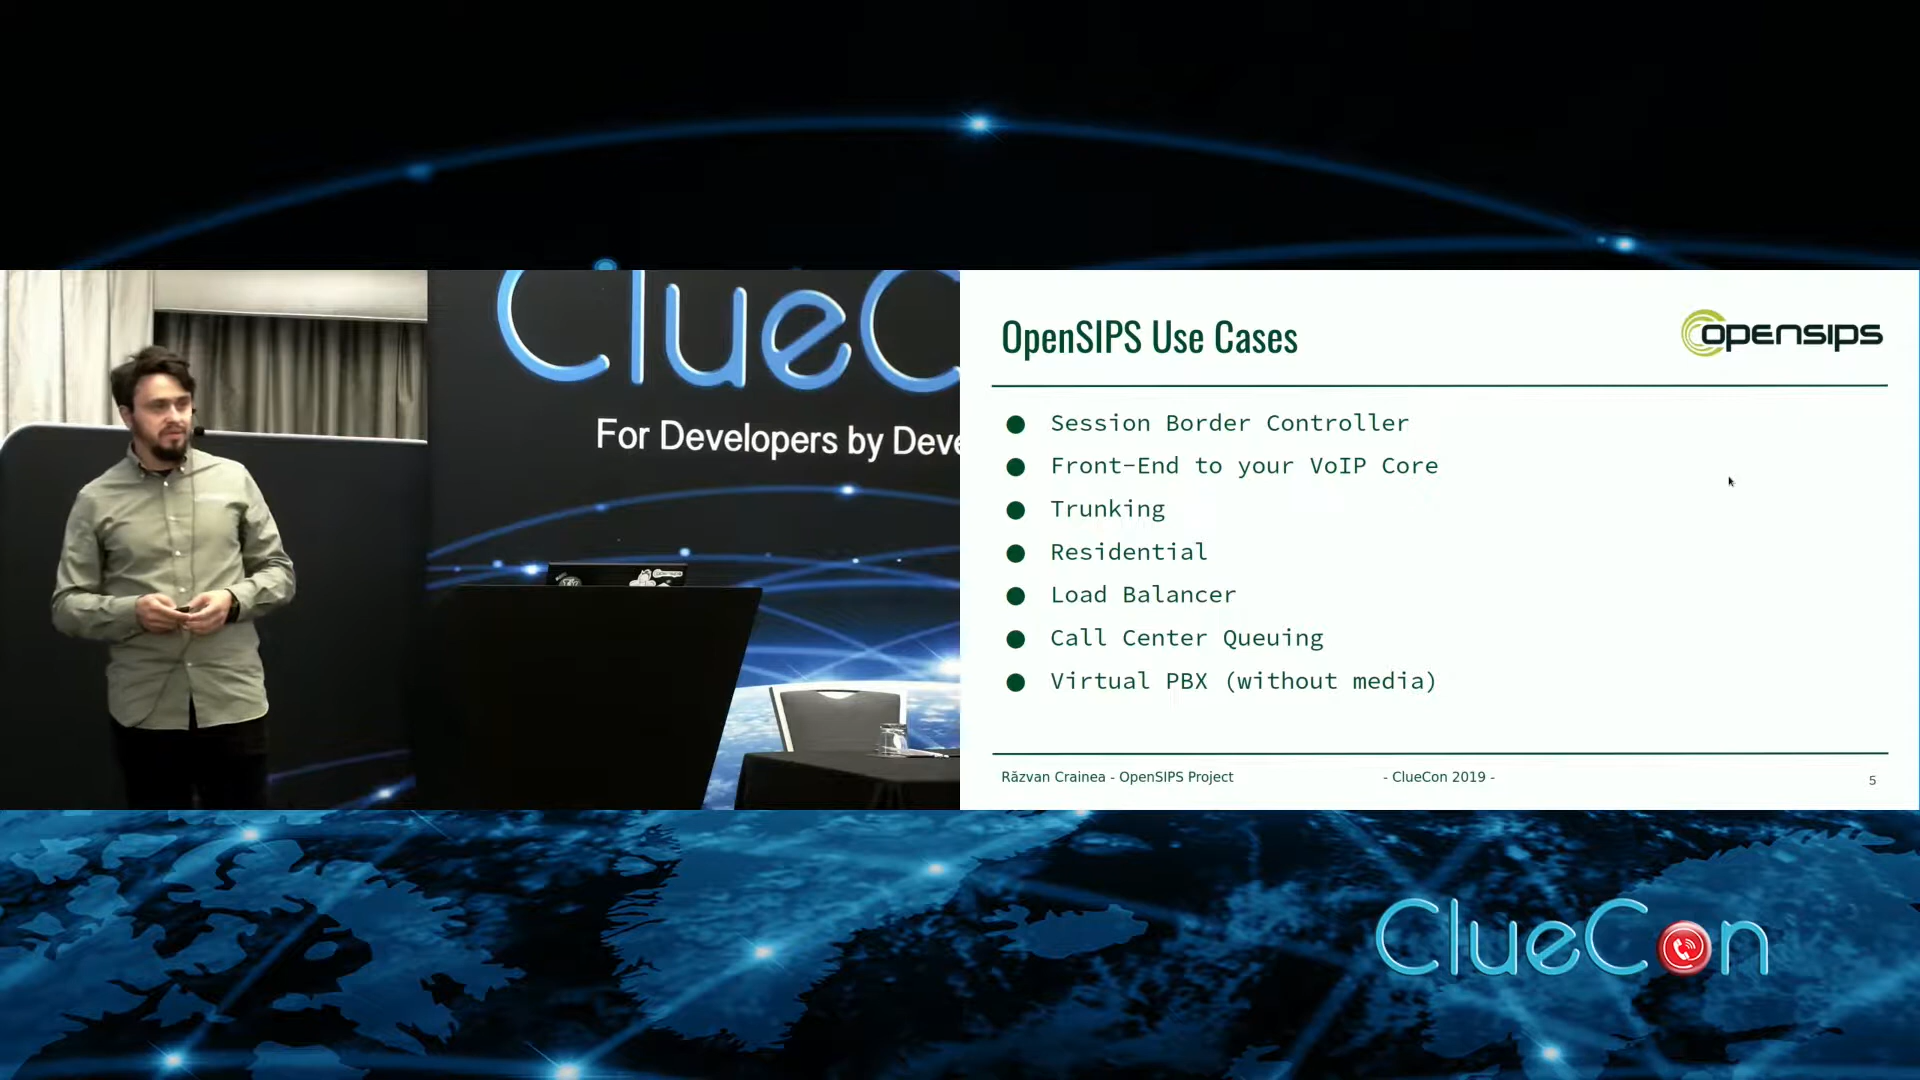 ClueC
For Developers by Deve
OpenSIPS Use Cases
opensips
● Session Border Controller
● Front-End to your VoIP Core
● Trunking
● Residential
● Load Balancer
● Call Center Queuing
● Virtual PBX (without media)
Răzvan Crainea - OpenSIPS Project
- ClueCon 2019 -
5
ClueCon